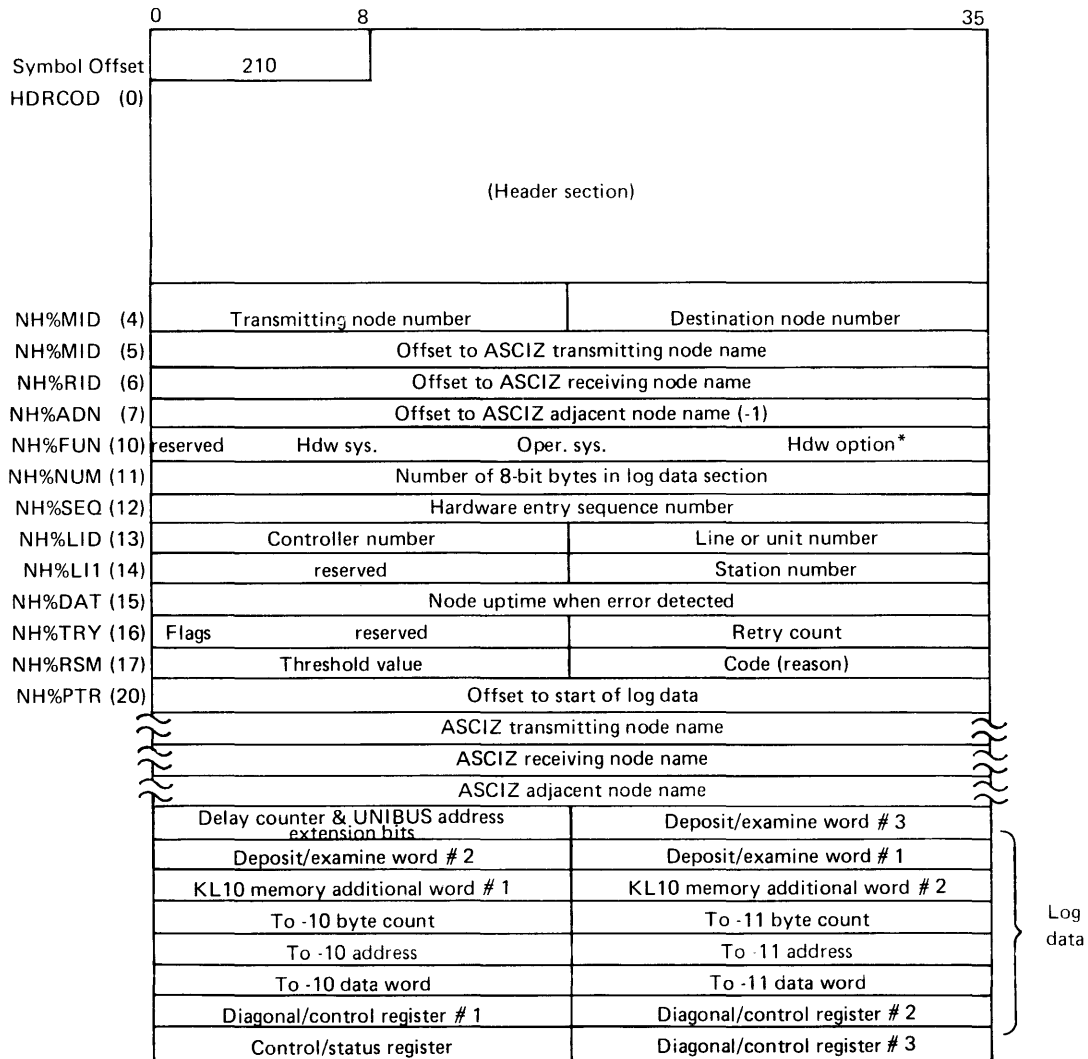 0 8 35
Symbol Offset 210
HDRCOD (0)
(Header section)
NH%MID (4) Transmitting node number Destination node number
NH%MID (5) Offset to ASCIZ transmitting node name
NH%RID (6) Offset to ASCIZ receiving node name
NH%ADN (7) Offset to ASCIZ adjacent node name (-1)
NH%FUN (10) reserved Hdw sys. Oper. sys. Hdw option*
NH%NUM (11) Number of 8-bit bytes in log data section
NH%SEQ (12) Hardware entry sequence number
NH%LID (13) Controller number Line or unit number
NH%LI1 (14) reserved Station number
NH%DAT (15) Node uptime when error detected
NH%TRY (16) Flags reserved Retry count
NH%RSM (17) Threshold value Code (reason)
NH%PTR (20) Offset to start of log data
ASCIZ transmitting node name
ASCIZ receiving node name
ASCIZ adjacent node name
Delay counter & UNIBUS address
extension bits Deposit/examine word # 3
Deposit/examine word # 2 Deposit/examine word # 1
KL10 memory additional word # 1 KL10 memory additional word # 2
To -10 byte count To -11 byte count
Log
data
To -10 address To -11 address
To -10 data word To -11 data word
Diagonal/control register # 1 Diagonal/control register # 2
Control/status register Diagonal/control register # 3